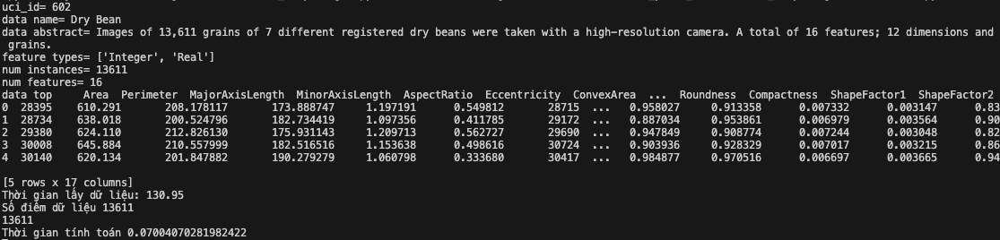 uci_id= 602
data name= Dry Bean
data abstract= Images of 13,611 grains of 7 different registered dry beans were taken with a high-resolution camera. A total of 16 features; 12 dimensions and
grains.
feature types= ['Integer', 'Real']
num instances= 13611
num features= 16
data top     Area  Perimeter  MajorAxisLength  MinorAxisLength  AspectRatio  Eccentricity  ConvexArea  ...  Roundness  Compactness  ShapeFactor1  ShapeFactor2
0  28395  610.291  208.178117  173.888747  1.197191  0.549812  28715  ...  0.958027  0.913358  0.007332  0.003147  0.83
1  28734  638.018  200.524796  182.734419  1.097356  0.411785  29172  ...  0.887034  0.953861  0.006979  0.003564  0.90
2  29380  624.110  212.826130  175.931143  1.209713  0.562727  29690  ...  0.947849  0.908774  0.007244  0.003048  0.82
3  30008  645.884  210.557999  182.516516  1.153638  0.498616  30724  ...  0.903936  0.928329  0.007017  0.003215  0.86
4  30140  620.134  201.847882  190.279279  1.060798  0.333680  30417  ...  0.984877  0.970516  0.006697  0.003665  0.94
[5 rows x 17 columns]
Thời gian lấy dữ liệu: 130.95
Số điểm dữ liệu 13611
13611
Thời gian tính toán 0.07004070281982422